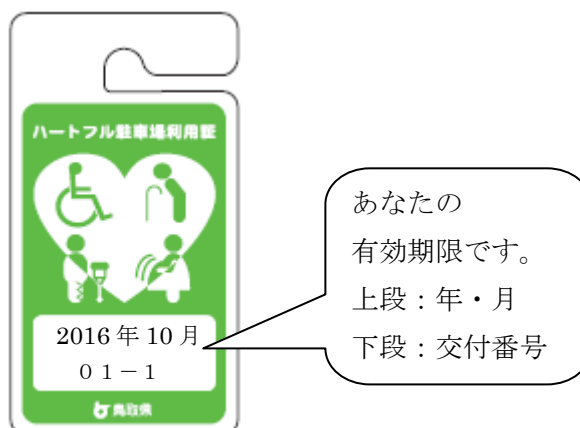 ハートフル駐車場利用証
2016年10月
０１－１
鳥取県
あなたの
有効期限です。
上段：年・月
下段：交付番号